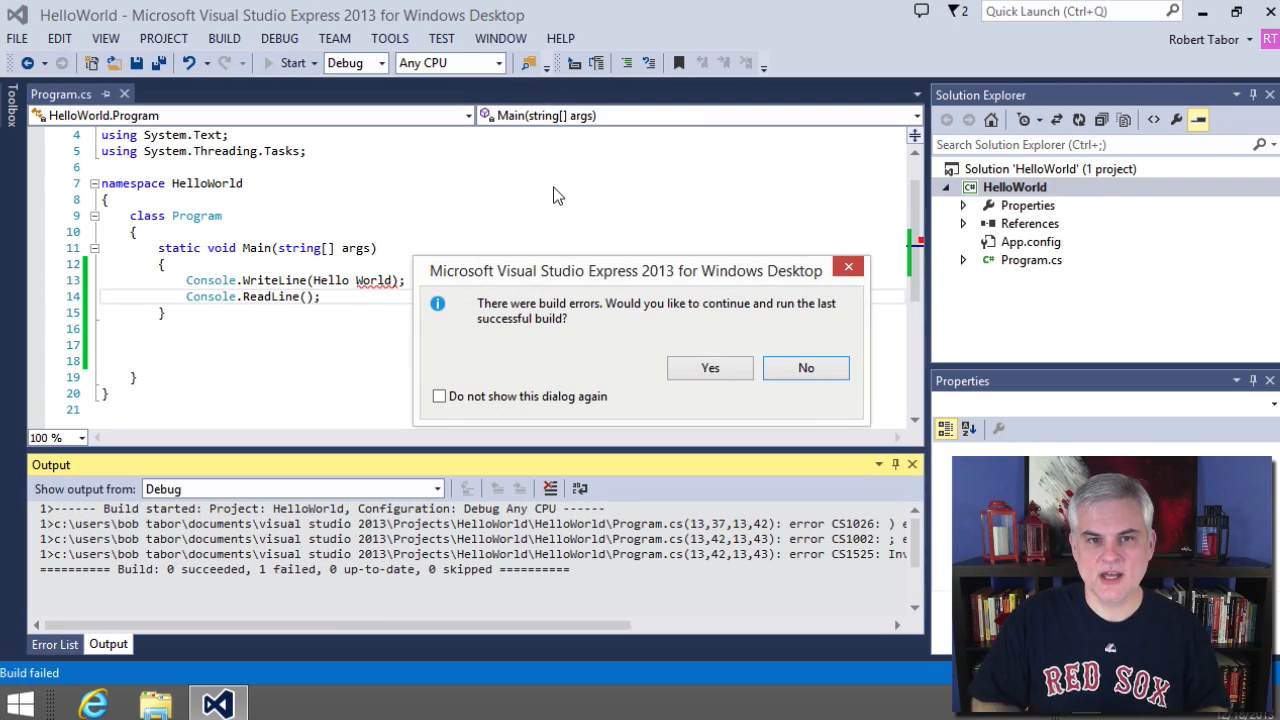 HelloWorld - Microsoft Visual Studio Express 2013 for Windows Desktop
2
Quick Launch (Ctrl+Q)
FILE EDIT VIEW PROJECT BUILD DEBUG TEAM TOOLS TEST WINDOW HELP
Robert Tabor
RT
Start
Debug
Any CPU
Toolbox
Program.cs
HelloWorld.Program
Main(string[] args)
4 using System.Text;
5 using System.Threading.Tasks;
6
7 namespace HelloWorld
8 {
9 class Program
10 {
11 static void Main(string[] args)
12 {
13 Console.WriteLine(Hello World);
14 Console.ReadLine();
15 }
16
17
18
19 }
20 }
21
100 %
Microsoft Visual Studio Express 2013 for Windows Desktop
There were build errors. Would you like to continue and run the last
successful build?
Yes
No
Do not show this dialog again
Solution Explorer
Search Solution Explorer (Ctrl+;)
Solution 'HelloWorld' (1 project)
C# HelloWorld
Properties
References
App.config
C# Program.cs
Properties
Output
Show output from:
Debug
1>------ Build started: Project: HelloWorld, Configuration: Debug Any CPU ------
1>c:\users\bob tabor\documents\visual studio 2013\Projects\HelloWorld\HelloWorld\Program.cs(13,37,13,42): error CS1026: ) e
1>c:\users\bob tabor\documents\visual studio 2013\Projects\HelloWorld\HelloWorld\Program.cs(13,42,13,43): error CS1002: ; e
1>c:\users\bob tabor\documents\visual studio 2013\Projects\HelloWorld\HelloWorld\Program.cs(13,42,13,43): error CS1525: In
========== Build: 0 succeeded, 1 failed, 0 up-to-date, 0 skipped ==========
Error List
Output
Build failed
RED SOX